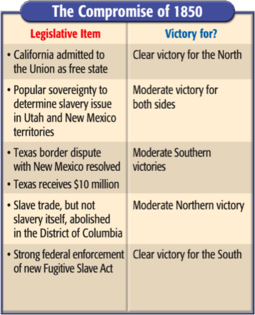 The Compromise of 1850
Legislative Item
Victory for?
• California admitted to
the Union as free state
Clear victory for the North
• Popular sovereignty to
determine slavery issue
in Utah and New Mexico
territories
Moderate victory for
both sides
• Texas border dispute
with New Mexico resolved
• Texas receives $10 million
Moderate Southern
victories
• Slave trade, but not
slavery itself, abolished
in the District of Columbia
Moderate Northern victory
• Strong federal enforcement
of new Fugitive Slave Act
Clear victory for the South